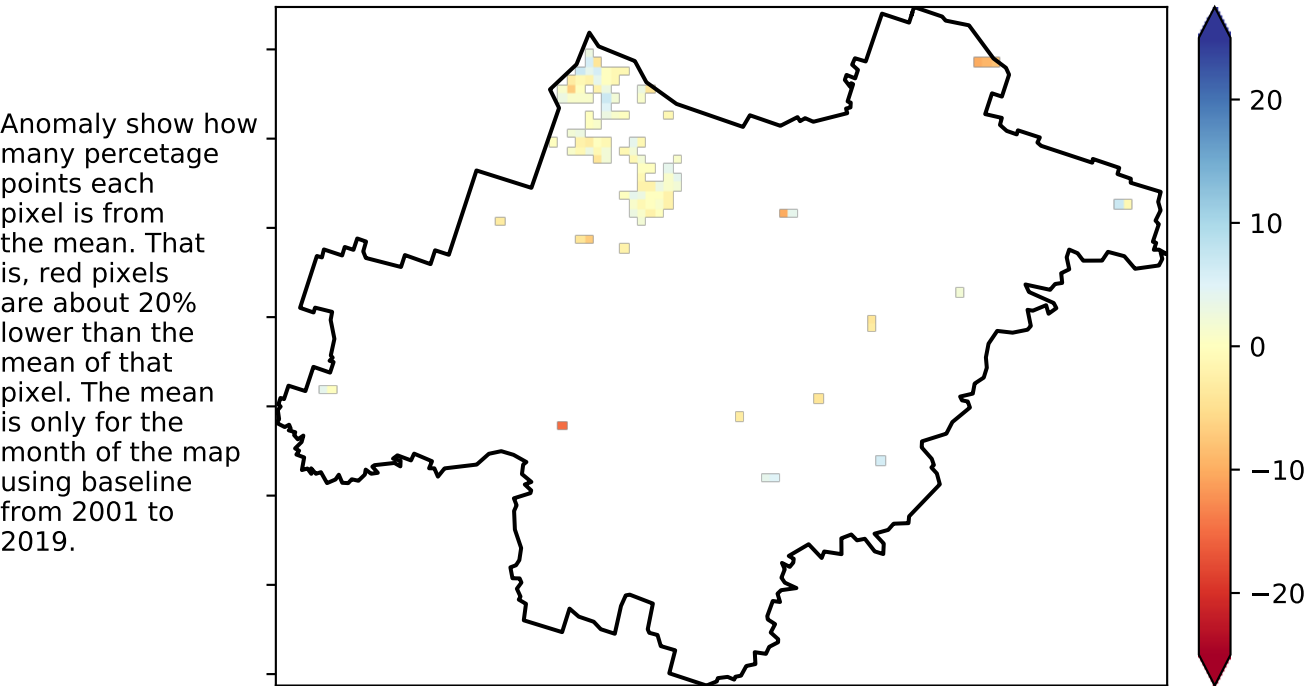 Anomaly show how
many percetage
points each
pixel is from
the mean. That
is, red pixels
are about 20%
lower than the
mean of that
pixel. The mean
is only for the
month of the map
using baseline
from 2001 to
2019.
20
10
0
−10
−20